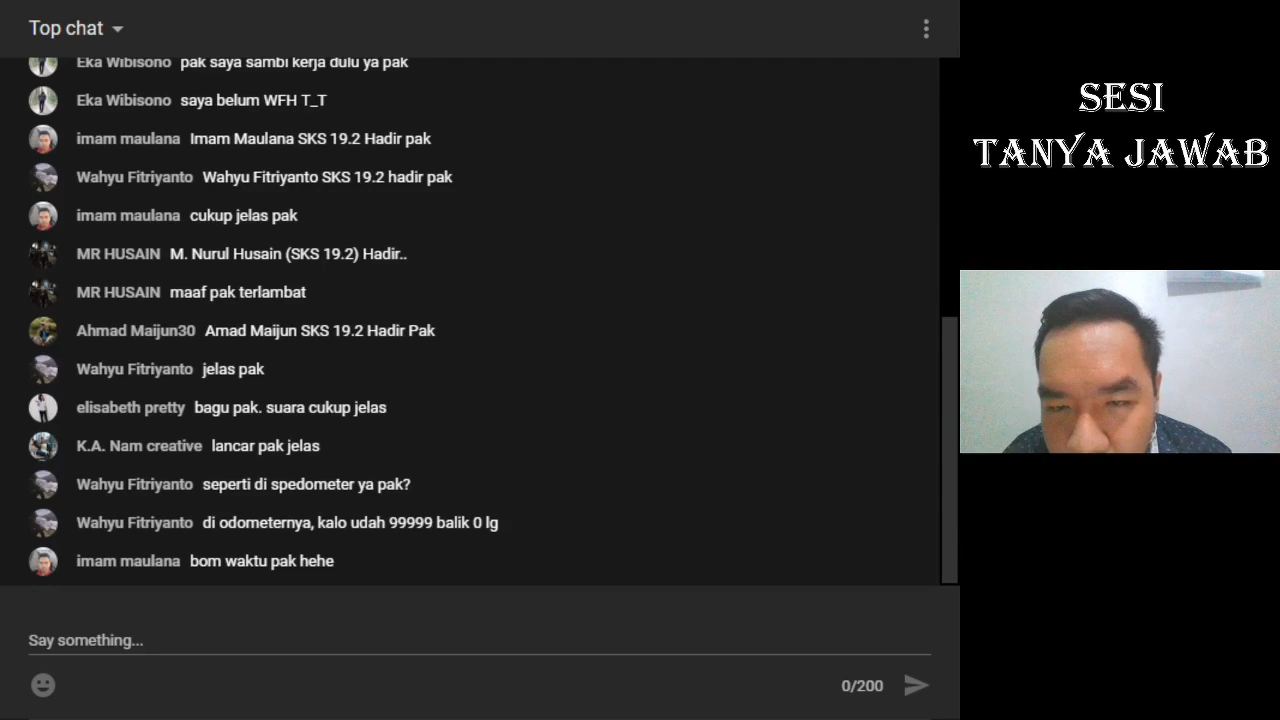 Top chat
Eka Wibisono pak saya sambi kerja dulu ya pak
Eka Wibisono saya belum WFH T_T
imam maulana Imam Maulana SKS 19.2 Hadir pak
Wahyu Fitriyanto Wahyu Fitriyanto SKS 19.2 hadir pak
imam maulana cukup jelas pak
MR HUSAIN M. Nurul Husain (SKS 19.2) Hadir..
MR HUSAIN maaf pak terlambat
Ahmad Maijun30 Amad Maijun SKS 19.2 Hadir Pak
Wahyu Fitriyanto jelas pak
elisabeth pretty bagu pak. suara cukup jelas
K.A. Nam creative lancar pak jelas
Wahyu Fitriyanto seperti di spedometer ya pak?
Wahyu Fitriyanto di odometernya, kalo udah 99999 balik 0 lg
imam maulana bom waktu pak hehe
Say something...
0/200
SESI
TANYA JAWAB